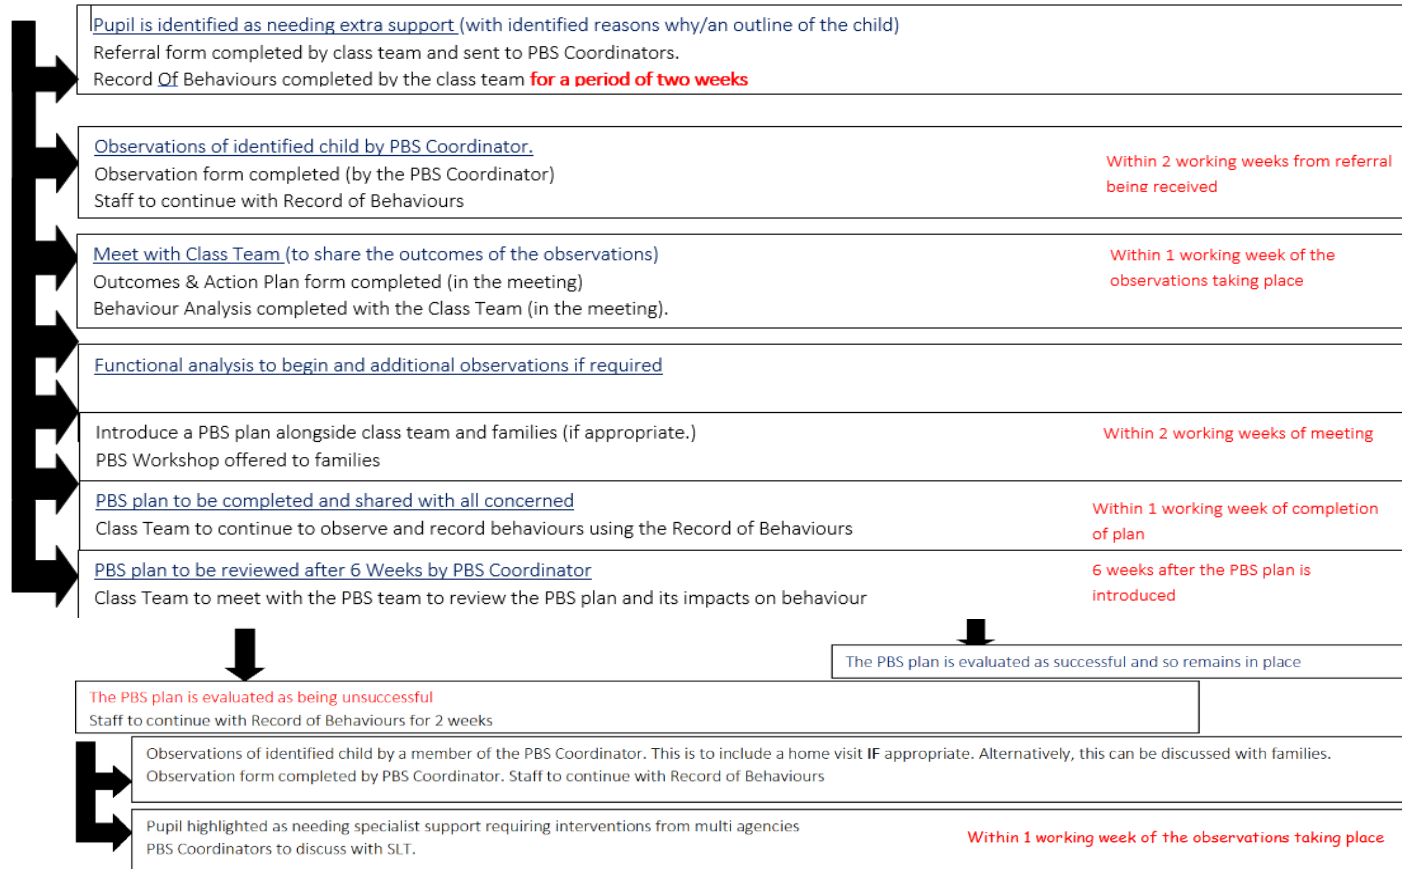 Pupil is identified as needing extra support (with identified reasons why/an outline of the child)
Referral form completed by class team and sent to PBS Coordinators.
Record Of Behaviours completed by the class team for a period of two weeks
Observations of identified child by PBS Coordinator.
Observation form completed (by the PBS Coordinator)
Staff to continue with Record of Behaviours
Within 2 working weeks from referral
being received
Meet with Class Team (to share the outcomes of the observations)
Outcomes & Action Plan form completed (in the meeting)
Behaviour Analysis completed with the Class Team (in the meeting).
Within 1 working week of the
observations taking place
Functional analysis to begin and additional observations if required
Introduce a PBS plan alongside class team and families (if appropriate.)
PBS Workshop offered to families
Within 2 working weeks of meeting
PBS plan to be completed and shared with all concerned
Class Team to continue to observe and record behaviours using the Record of Behaviours
Within 1 working week of completion
of plan
PBS plan to be reviewed after 6 Weeks by PBS Coordinator
Class Team to meet with the PBS team to review the PBS plan and its impacts on behaviour
6 weeks after the PBS plan is
introduced
The PBS plan is evaluated as successful and so remains in place
The PBS plan is evaluated as being unsuccessful
Staff to continue with Record of Behaviours for 2 weeks
Observations of identified child by a member of the PBS Coordinator. This is to include a home visit IF appropriate. Alternatively, this can be discussed with families.
Observation form completed by PBS Coordinator. Staff to continue with Record of Behaviours
Pupil highlighted as needing specialist support requiring interventions from multi agencies
PBS Coordinators to discuss with SLT.
Within 1 working week of the observations taking place